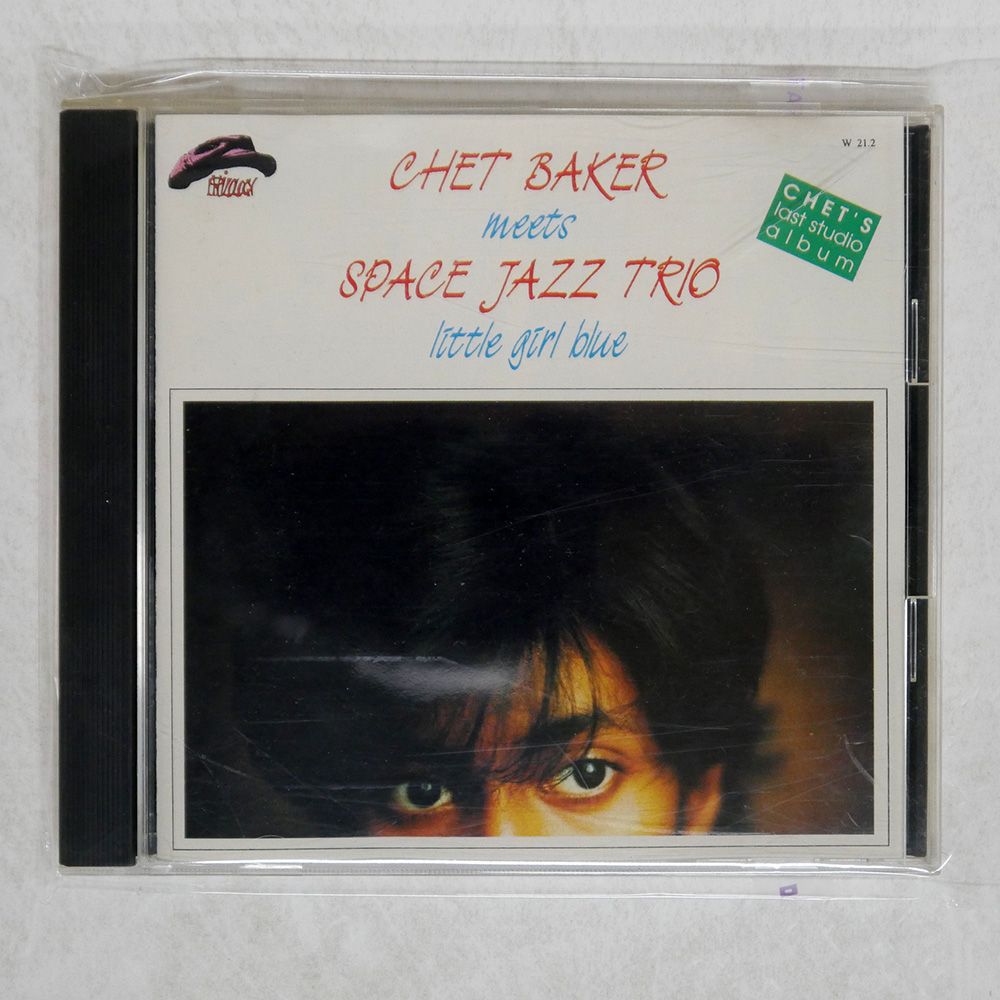 W 21.2
CHET BAKER
meets
SPACE JAZZ TRIO
little girl blue
CHET'S
last studio
album